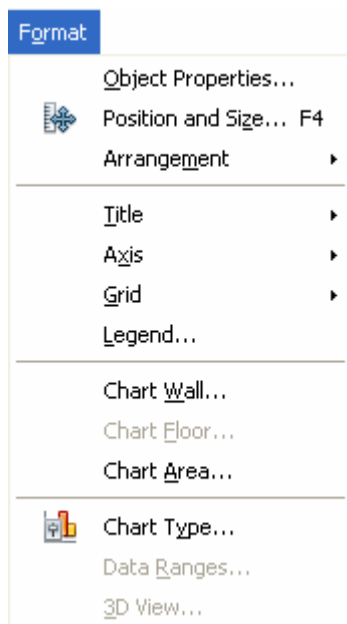 Format
Object Properties...
Position and Size... F4
Arrangement
Title
Axis
Grid
Legend...
Chart Wall...
Chart Floor...
Chart Area...
Chart Type...
Data Ranges...
3D View...